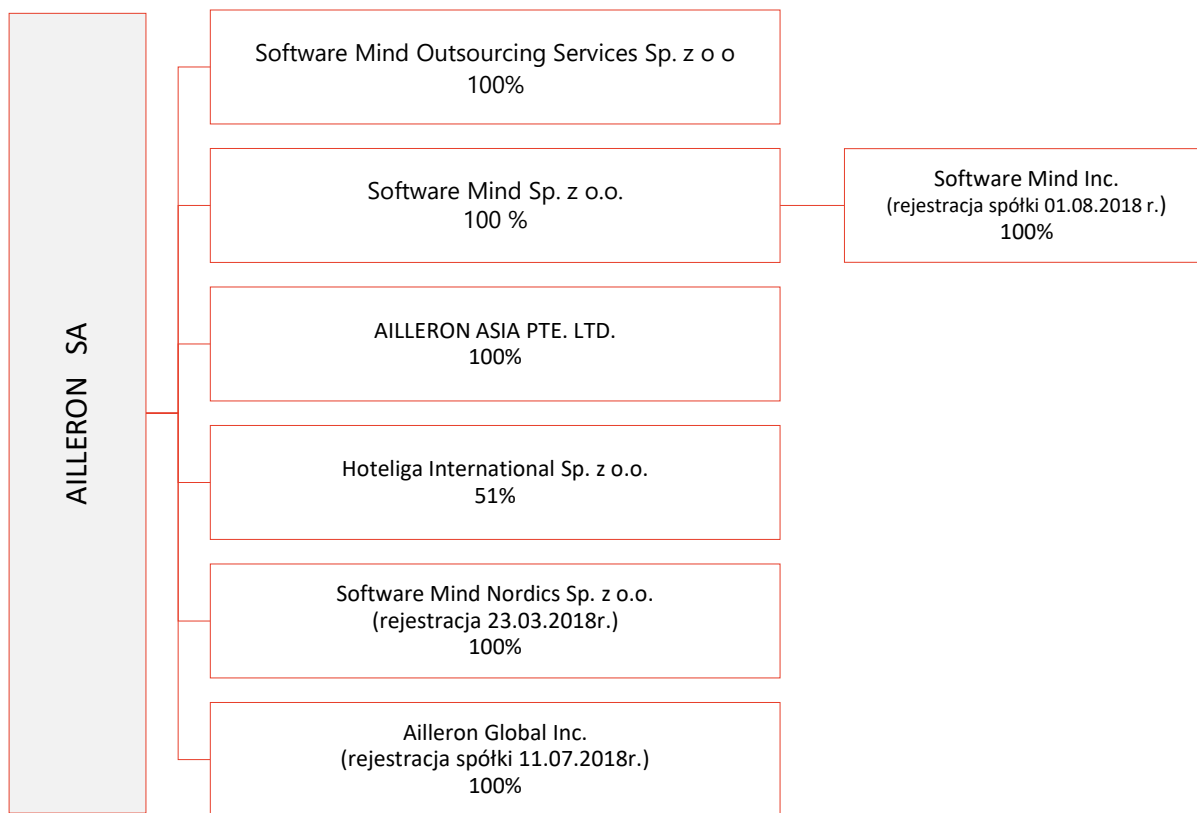 AILLERON SA
Software Mind Outsourcing Services Sp. z o o
100%
Software Mind Sp. z o.o.
100 %
Software Mind Inc.
(rejestracja spółki 01.08.2018 r.)
100%
AILLERON ASIA PTE. LTD.
100%
Hoteliga International Sp. z o.o.
51%
Software Mind Nordics Sp. z o.o.
(rejestracja 23.03.2018r.)
100%
Ailleron Global Inc.
(rejestracja spółki 11.07.2018r.)
100%